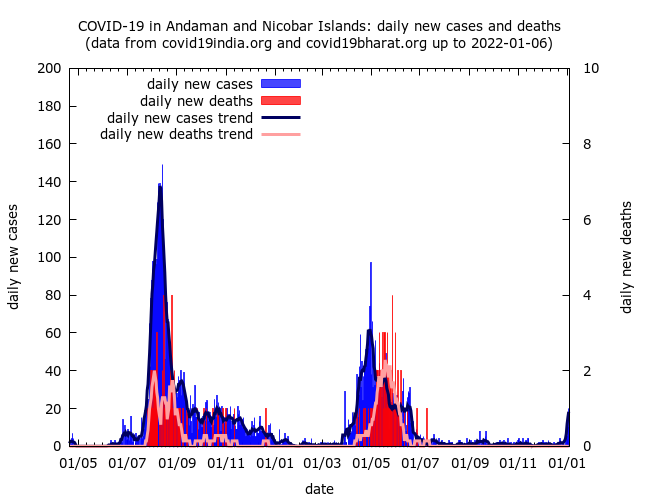 COVID-19 in Andaman and Nicobar Islands: daily new cases and deaths
(data from covid19india.org and covid19bharat.org up to 2022-01-06)
daily new cases
daily new deaths
daily new cases trend
daily new deaths trend
200
180
160
140
120
100
80
60
40
20
0
daily new cases
10
8
6
4
2
0
daily new deaths
01/05 01/07 01/09 01/11 01/01 01/03 01/05 01/07 01/09 01/11 01/01
date